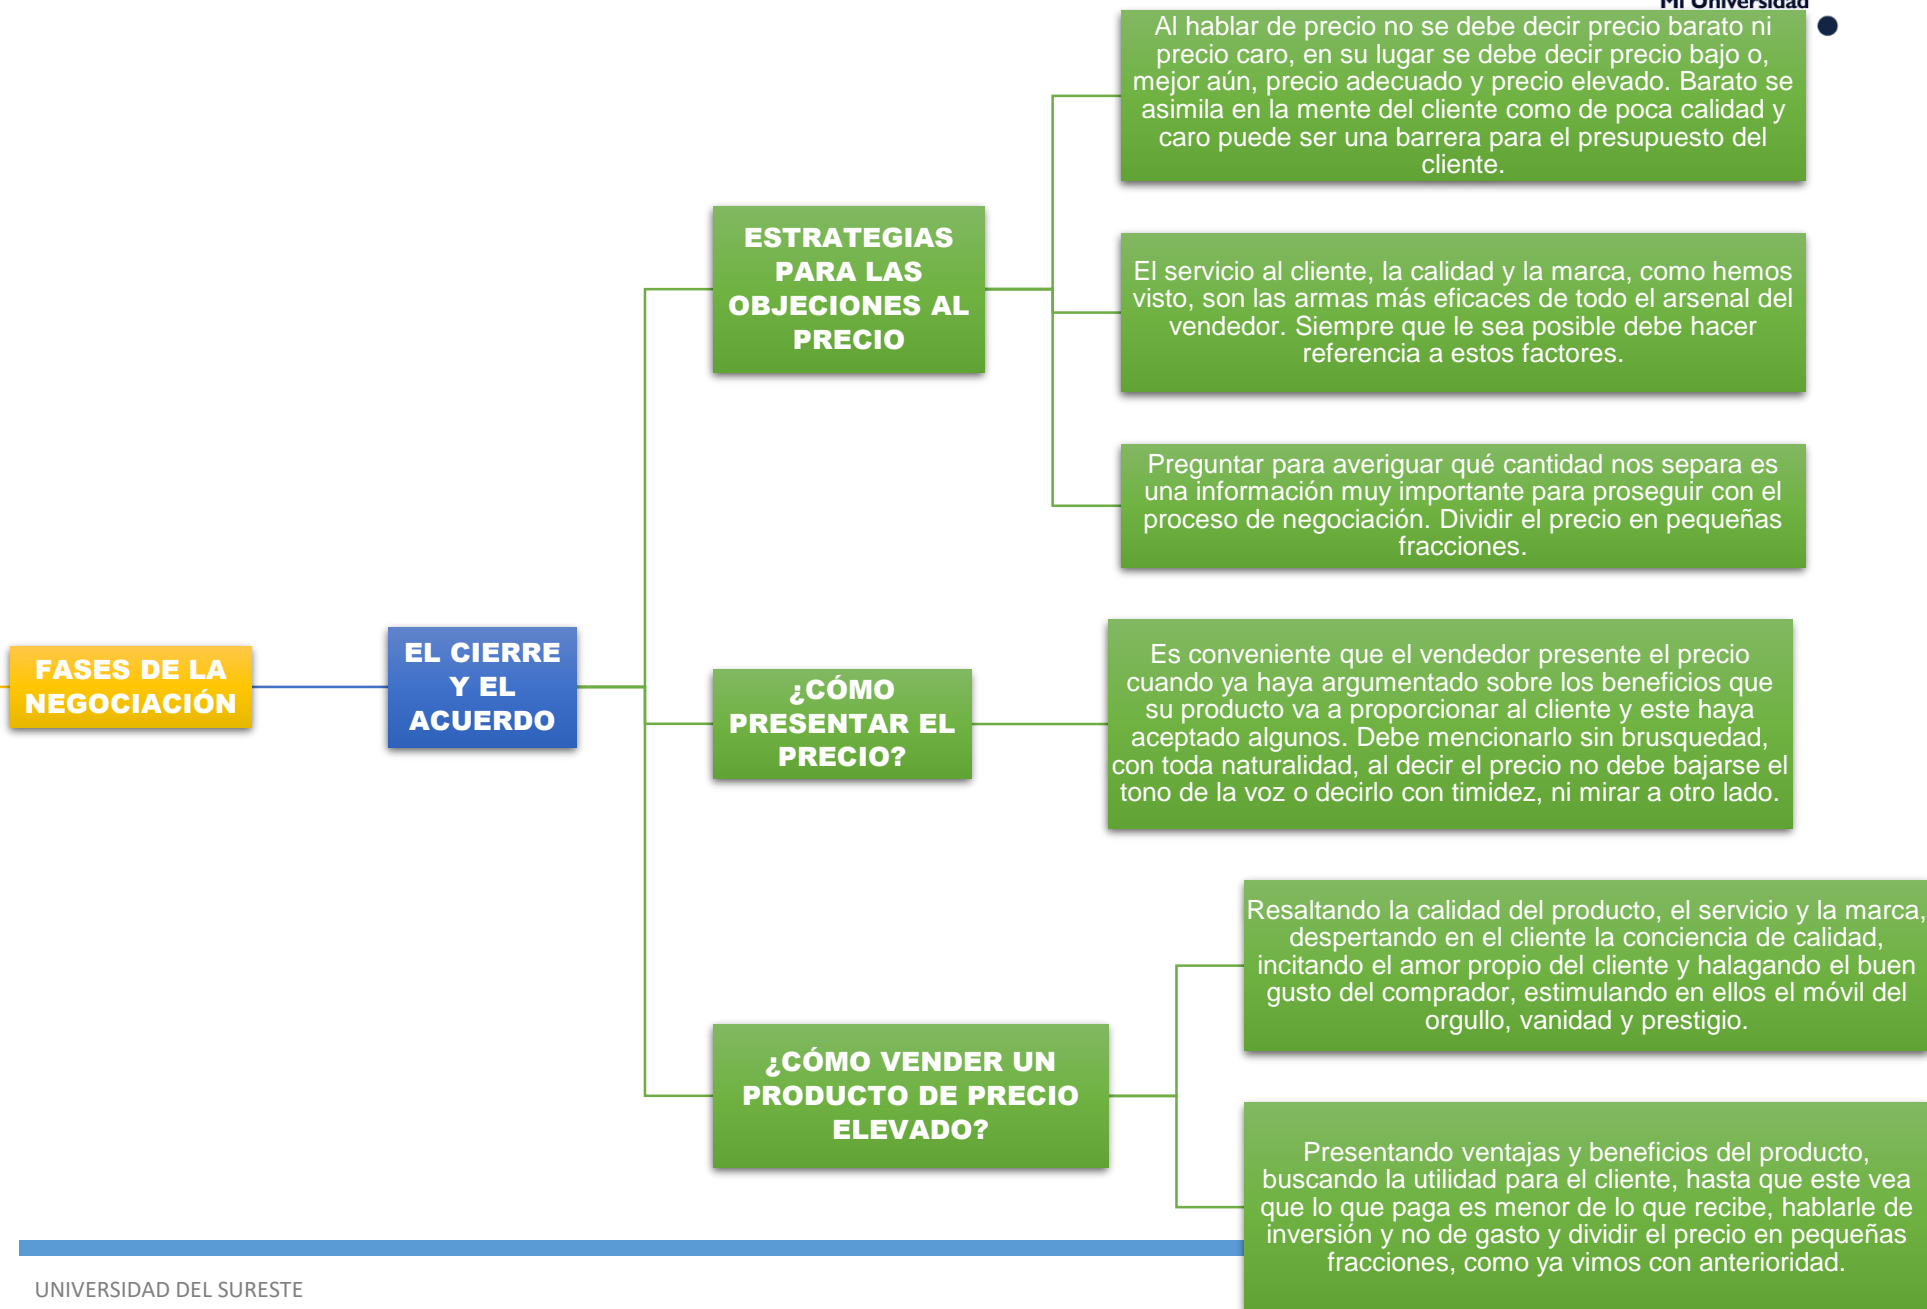 Mi Universidad
Al hablar de precio no se debe decir precio barato ni
precio caro, en su lugar se debe decir precio bajo o,
mejor aún, precio adecuado y precio elevado. Barato se
asimila en la mente del cliente como de poca calidad y
caro puede ser una barrera para el presupuesto del
cliente.
ESTRATEGIAS
PARA LAS
OBJECIONES AL
PRECIO
El servicio al cliente, la calidad y la marca, como hemos
visto, son las armas más eficaces de todo el arsenal del
vendedor. Siempre que le sea posible debe hacer
referencia a estos factores.
Preguntar para averiguar qué cantidad nos separa es
una información muy importante para proseguir con el
proceso de negociación. Dividir el precio en pequeñas
fracciones.
FASES DE LA
NEGOCIACIÓN
EL CIERRE
Y EL
ACUERDO
¿CÓMO
PRESENTAR EL
PRECIO?
Es conveniente que el vendedor presente el precio
cuando ya haya argumentado sobre los beneficios que
su producto va a proporcionar al cliente y este haya
aceptado algunos. Debe mencionarlo sin brusquedad,
con toda naturalidad, al decir el precio no debe bajarse el
tono de la voz o decirlo con timidez, ni mirar a otro lado.
¿CÓMO VENDER UN
PRODUCTO DE PRECIO
ELEVADO?
Resaltando la calidad del producto, el servicio y la marca,
despertando en el cliente la conciencia de calidad,
incitando el amor propio del cliente y halagando el buen
gusto del comprador, estimulando en ellos el móvil del
orgullo, vanidad y prestigio.
Presentando ventajas y beneficios del producto,
buscando la utilidad para el cliente, hasta que este vea
que lo que paga es menor de lo que recibe, hablarle de
inversión y no de gasto y dividir el precio en pequeñas
fracciones, como ya vimos con anterioridad.
UNIVERSIDAD DEL SURESTE